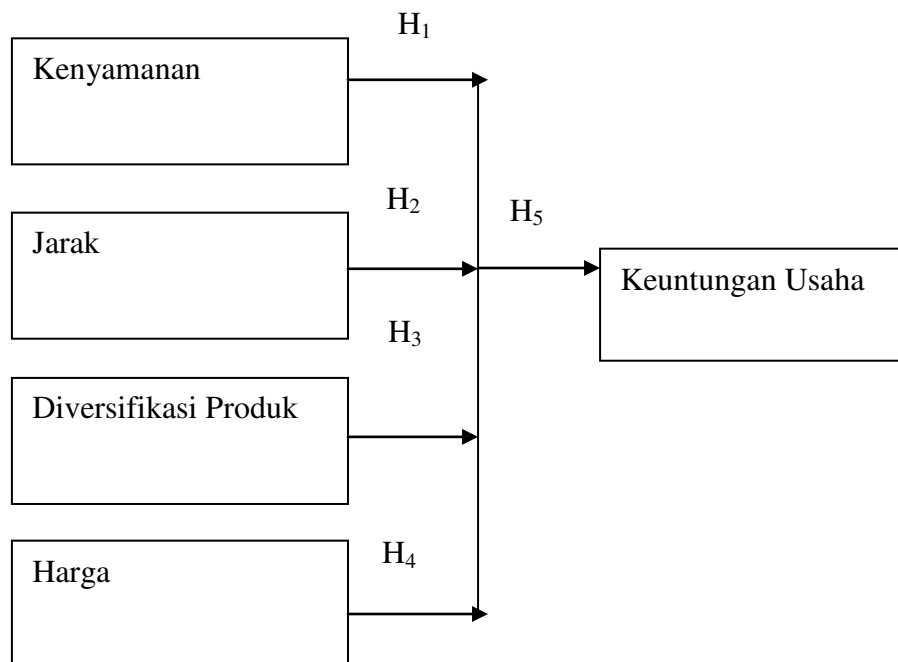 H₁
Kenyamanan
H₂
H₅
Jarak
Keuntungan Usaha
H₃
Diversifikasi Produk
H₄
Harga